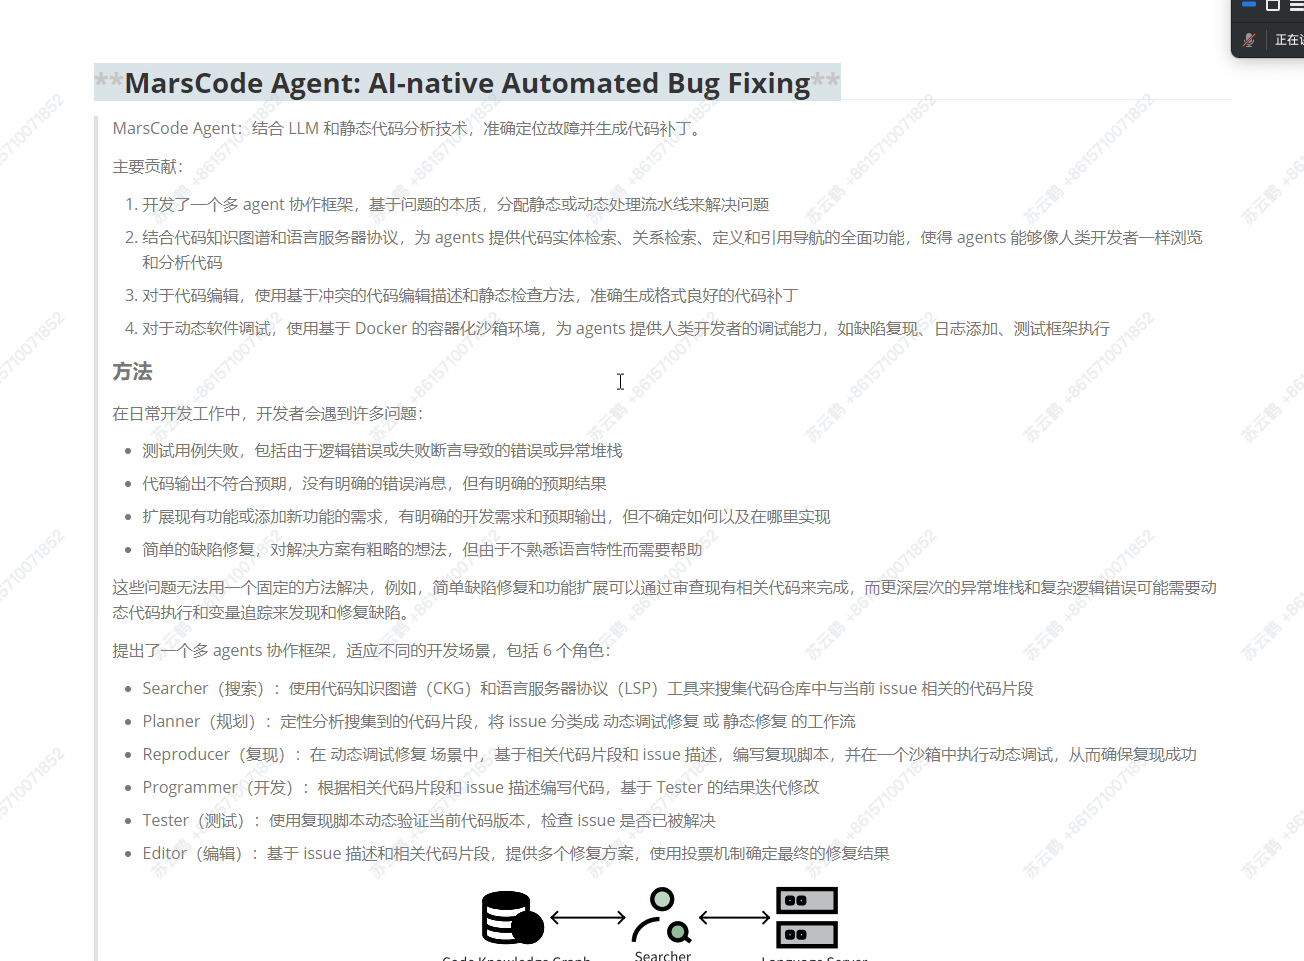 正在
**MarsCode Agent: AI-native Automated Bug Fixing**
MarsCode Agent：结合 LLM 和静态代码分析技术，准确定位故障并生成代码补丁。
主要贡献：
1. 开发了一个多 agent 协作框架，基于问题的本质，分配静态或动态处理流水线来解决问题
2. 结合代码知识图谱和语言服务器协议，为 agents 提供代码实体检索、关系检索、定义和引用导航的全面功能，使得 agents 能够像人类开发者一样浏览
和分析代码
3. 对于代码编辑，使用基于冲突的代码编辑描述和静态检查方法，准确生成格式良好的代码补丁
4. 对于动态软件调试，使用基于 Docker 的容器化沙箱环境，为 agents 提供人类开发者的调试能力，如缺陷复现、日志添加、测试框架执行
方法
在日常开发工作中，开发者会遇到许多问题：
• 测试用例失败，包括由于逻辑错误或失败断言导致的错误或异常堆栈
• 代码输出不符合预期，没有明确的错误消息，但有明确的预期结果
• 扩展现有功能或添加新功能的需求，有明确的开发需求和预期输出，但不确定如何以及在哪里实现
• 简单的缺陷修复，对解决方案有粗略的想法，但由于不熟悉语言特性而需要帮助
这些问题无法用一个固定的方法解决，例如，简单缺陷修复和功能扩展可以通过审查现有相关代码来完成，而更深层次的异常堆栈和复杂逻辑错误可能需要动
态代码执行和变量追踪来发现和修复缺陷。
提出了一个多 agents 协作框架，适应不同的开发场景，包括 6 个角色：
• Searcher（搜索）：使用代码知识图谱（CKG）和语言服务器协议（LSP）工具来搜集代码仓库中与当前 issue 相关的代码片段
• Planner（规划）：定性分析搜集到的代码片段，将 issue 分类成 动态调试修复 或 静态修复 的工作流
• Reproducer（复现）：在 动态调试修复 场景中，基于相关代码片段和 issue 描述，编写复现脚本，并在一个沙箱中执行动态调试，从而确保复现成功
• Programmer（开发）：根据相关代码片段和 issue 描述编写代码，基于 Tester 的结果迭代修改
• Tester（测试）：使用复现脚本动态验证当前代码版本，检查 issue 是否已被解决
• Editor（编辑）：基于 issue 描述和相关代码片段，提供多个修复方案，使用投票机制确定最终的修复结果
Searcher
Code Knowledge Graph
Language Server
苏云鹤 +8615710071852